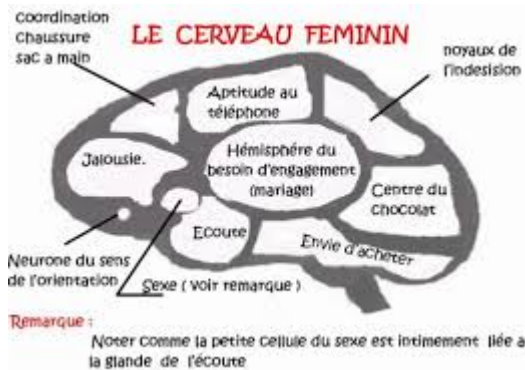 Coordination
Chaussure
sac a main
LE CERVEAU FEMININ
noyaux de
l'indesision
Aptitude au
téléphone
Jalousie.
Hémisphère du
besoin d'engagement
(mariage)
Centre du
chocolat
Ecoute
Envie d'acheter
Neurone du sens
de l'orientation
Sexe ( Voir remarque )
Remarque :
Noter comme la petite cellule du sexe est intimement liée a
la glande de l'écoute